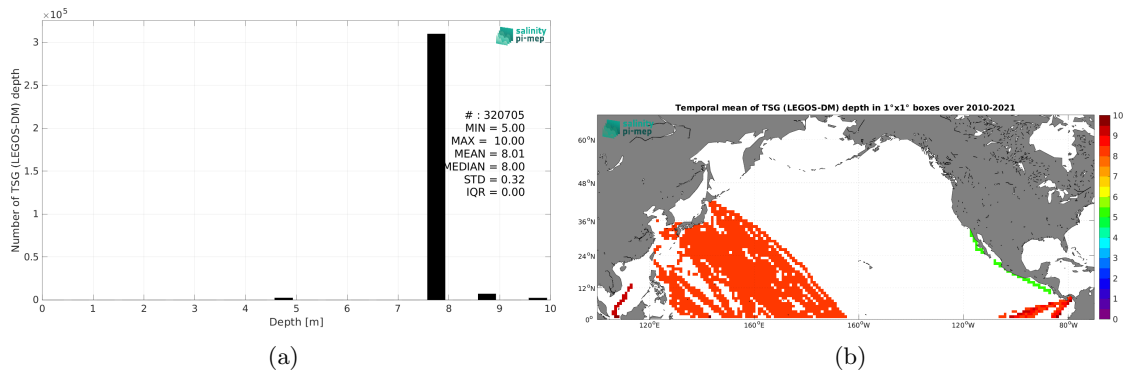 ×10⁵
3
2.5
2
1.5
1
0.5
0
Number of TSG (LEGOS-DM) depth
salinity
pi-mep
# : 320705
MIN = 5.00
MAX = 10.00
MEAN = 8.01
MEDIAN = 8.00
STD = 0.32
IQR = 0.00
0 1 2 3 4 5 6 7 8 9 10
Depth [m]
(a)
Temporal mean of TSG (LEGOS-DM) depth in 1°x1° boxes over 2010-2021
salinity
pi-mep
60°N
48°N
36°N
24°N
12°N
0°
120°E 160°E 160°W 120°W 80°W
10
9
8
7
6
5
4
3
2
1
0
(b)